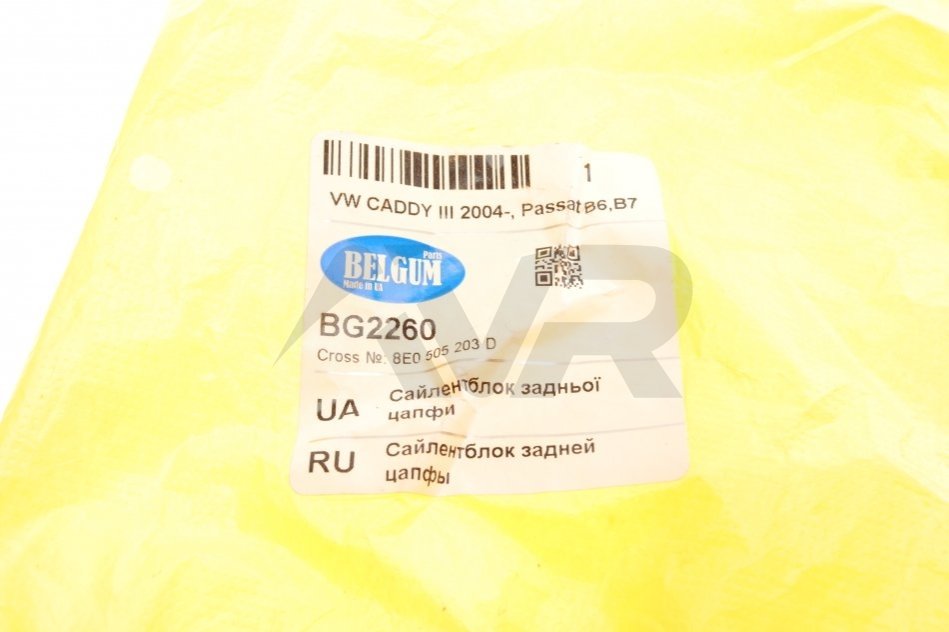 1
VW CADDY III 2004-, Passat B6,B7
Parts
BELGUM
Made in UA
BG2260
Cross №: 8E0 505 203 D
UA
Сайлентблок задньої
цапфи
RU
Сайлентблок задней
цапфы
VR